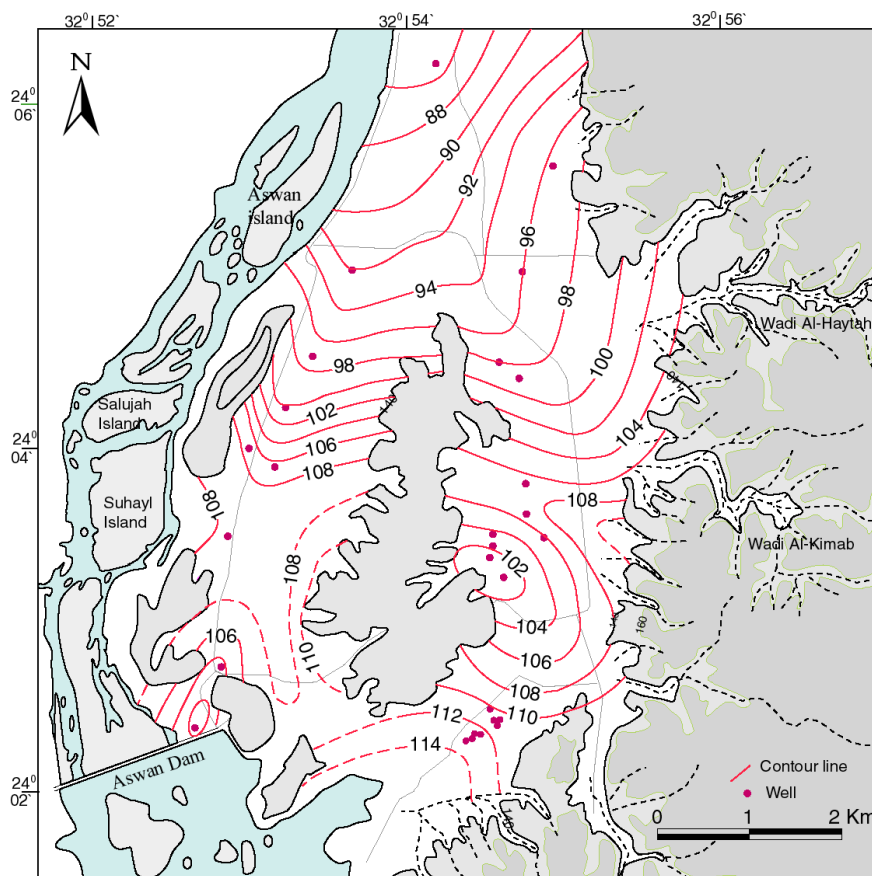 32⁰ 52`
32⁰ 54`
32⁰ 56`
N
24⁰
06`
88
90
92
Aswan
island
96
94
98
Wadi Al-Haytah
98
100
Salujah
Island
102
140
104
106
24⁰
04`
108
108
108
Suhayl
Island
108
102
Wadi Al-Kimab
104
160
106
106
110
108
112
110
114
Aswan Dam
Contour line
24⁰
02`
Well
140
0 1 2 Km